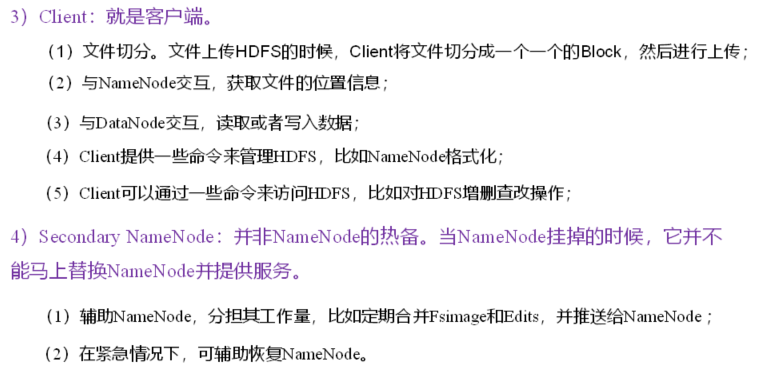 3）Client：就是客户端。
（1）文件切分。文件上传HDFS的时候，Client将文件切分成一个一个的Block，然后进行上传；
（2）与NameNode交互，获取文件的位置信息；
（3）与DataNode交互，读取或者写入数据；
（4）Client提供一些命令来管理HDFS，比如NameNode格式化；
（5）Client可以通过一些命令来访问HDFS，比如对HDFS增删查改操作；
4）Secondary NameNode：并非NameNode的热备。当NameNode挂掉的时候，它并不
能马上替换NameNode并提供服务。
（1）辅助NameNode，分担其工作量，比如定期合并Fsimage和Edits，并推送给NameNode ；
（2）在紧急情况下，可辅助恢复NameNode。